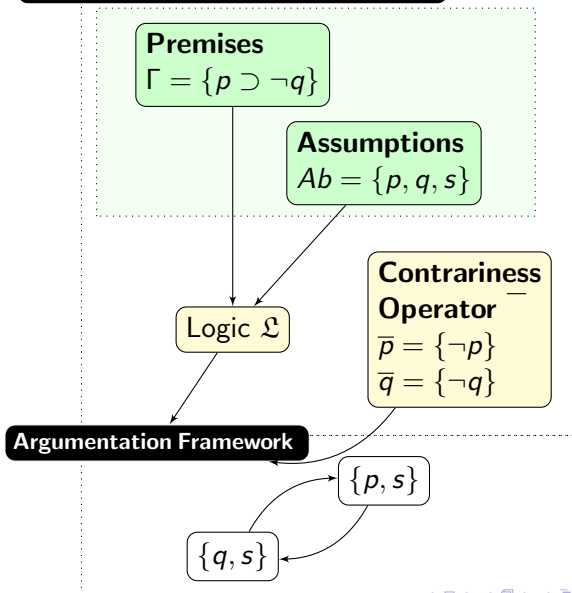 Premises
Γ = {p ⊃ ¬q}
Assumptions
Ab = {p, q, s}
Contrariness
Operator ‾
p̅ = {¬p}
q̅ = {¬q}
Logic 𝔏
Argumentation Framework
{p, s}
{q, s}